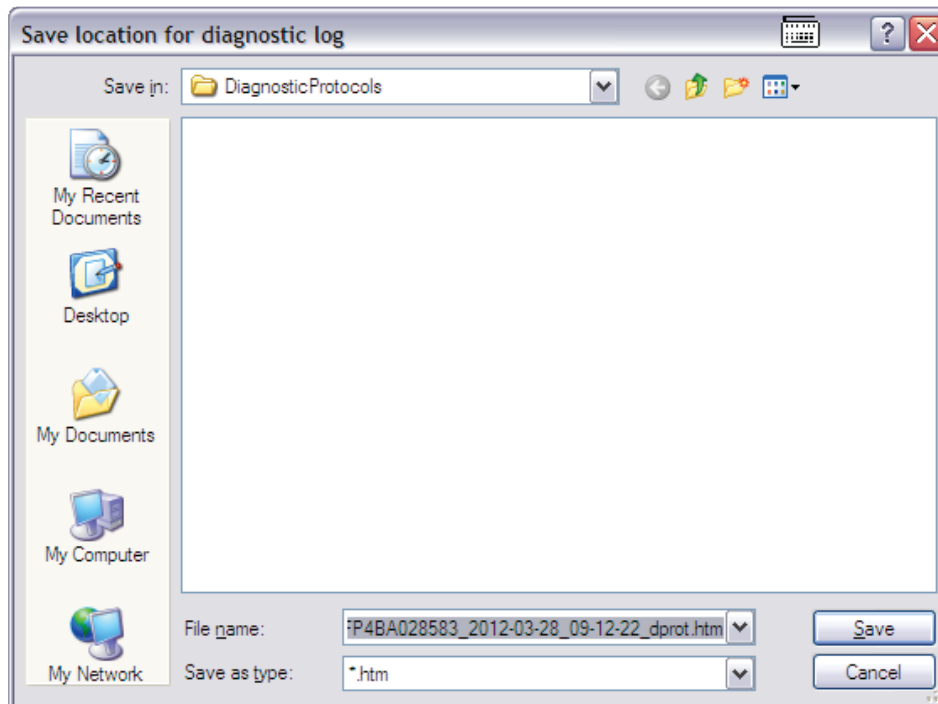 Save location for diagnostic log
Save in:
DiagnosticProtocols
My Recent
Documents
Desktop
My Documents
My Computer
My Network
File name:
P4BA028583_2012-03-28_09-12-22_dprot.htm
Save
Save as type:
*.htm
Cancel